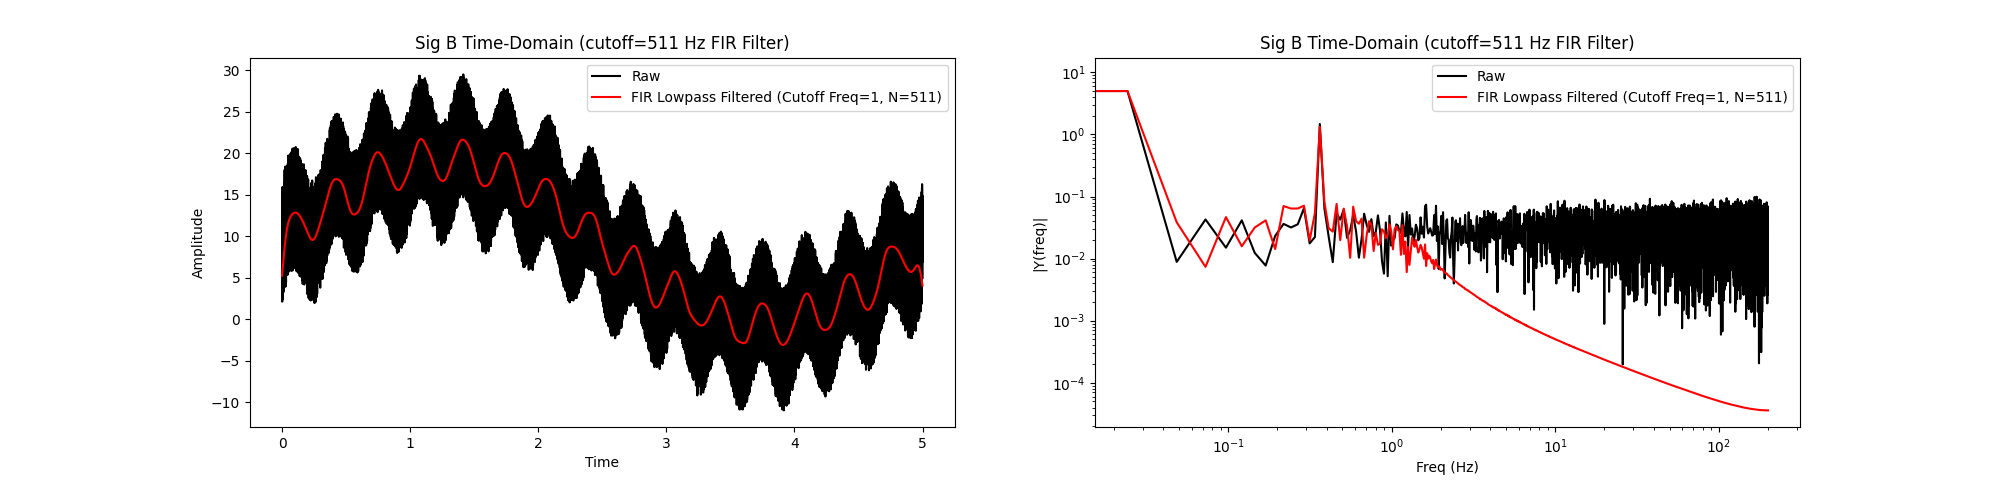 Sig B Time-Domain (cutoff=511 Hz FIR Filter)
Raw
FIR Lowpass Filtered (Cutoff Freq=1, N=511)
Amplitude
30
25
20
15
10
5
0
−5
−10
0 1 2 3 4 5
Time
Sig B Time-Domain (cutoff=511 Hz FIR Filter)
Raw
FIR Lowpass Filtered (Cutoff Freq=1, N=511)
|Y(freq)|
10¹
10⁰
10⁻¹
10⁻²
10⁻³
10⁻⁴
10⁻¹ 10⁰ 10¹ 10²
Freq (Hz)